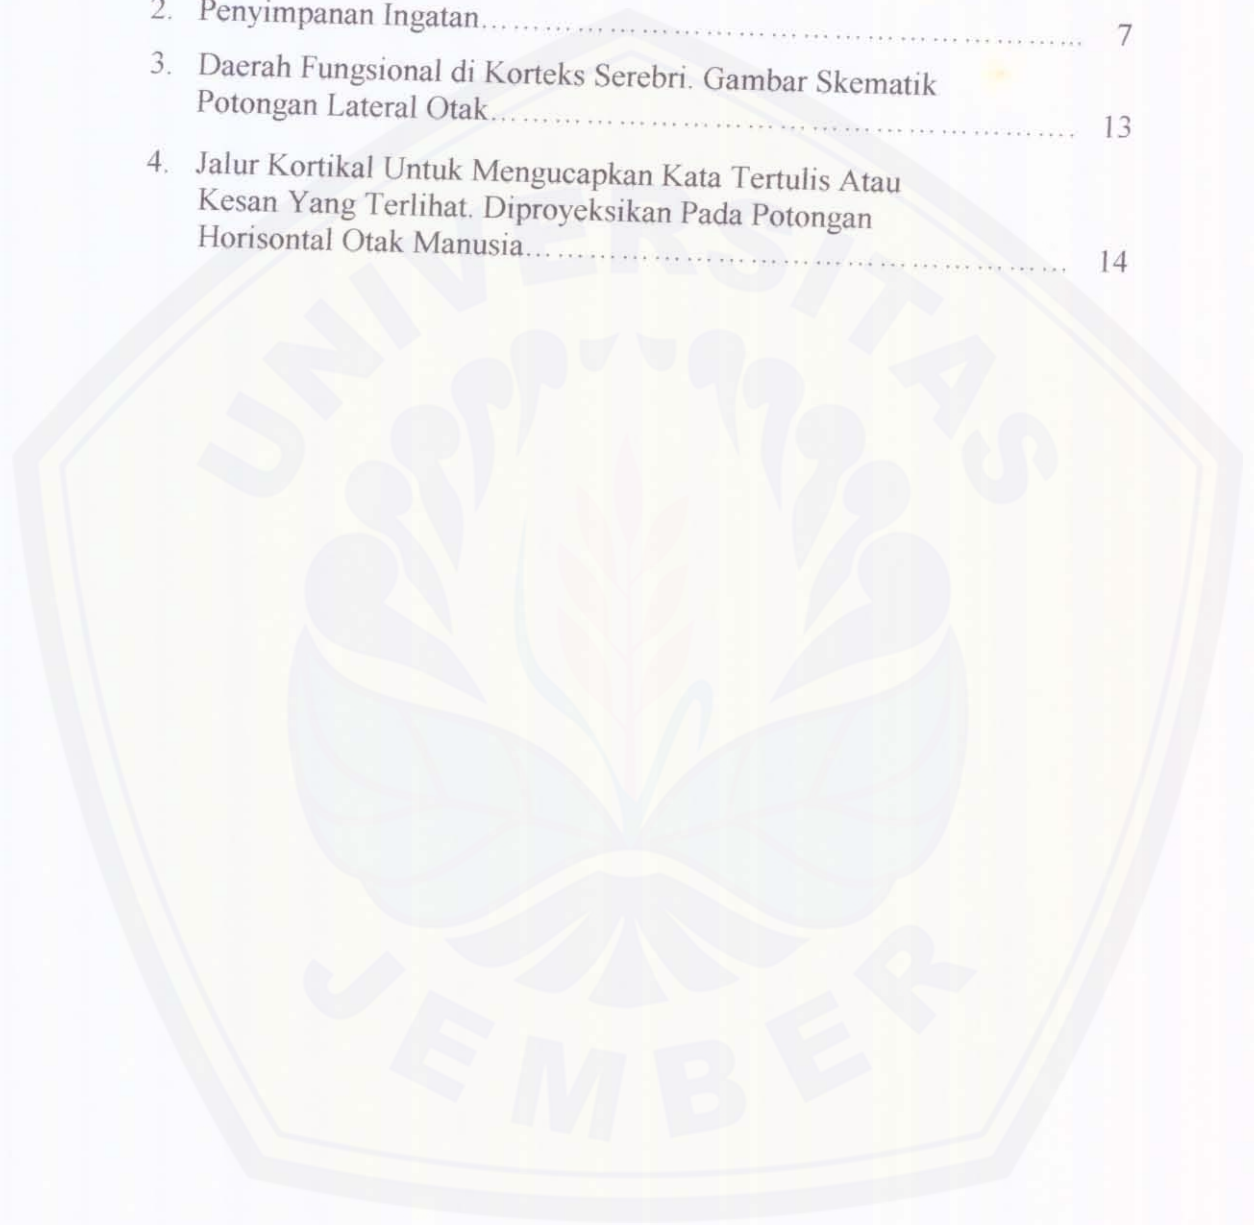 2. Penyimpanan Ingatan........................................................ 7
3. Daerah Fungsional di Korteks Serebri. Gambar Skematik
Potongan Lateral Otak........................................................ 13
4. Jalur Kortikal Untuk Mengucapkan Kata Tertulis Atau
Kesan Yang Terlihat. Diproyeksikan Pada Potongan
Horisontal Otak Manusia................................................... 14
UNIVERSITAS
JEMBER